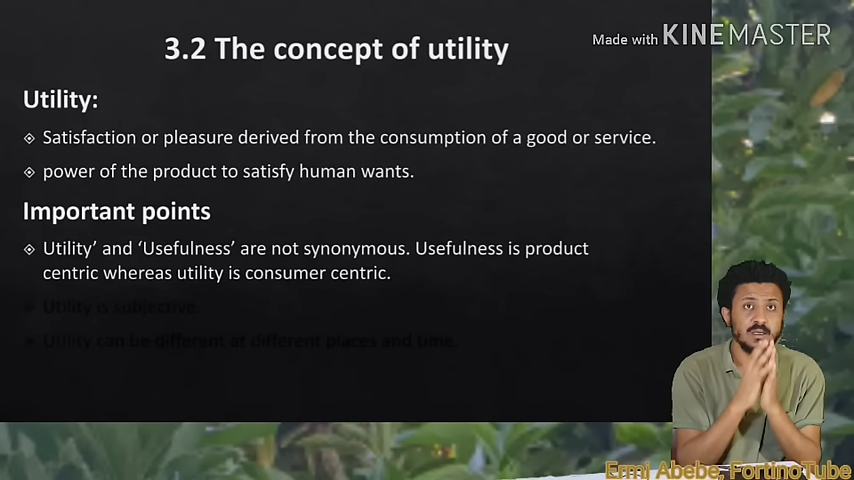 3.2 The concept of utility
Made with KINEMASTER
Utility:
Satisfaction or pleasure derived from the consumption of a good or service.
power of the product to satisfy human wants.
Important points
Utility’ and ‘Usefulness’ are not synonymous. Usefulness is product
centric whereas utility is consumer centric.
Utility is subjective.
Utility can be different at different places and time.
Ermi Abebe, FortinoTube